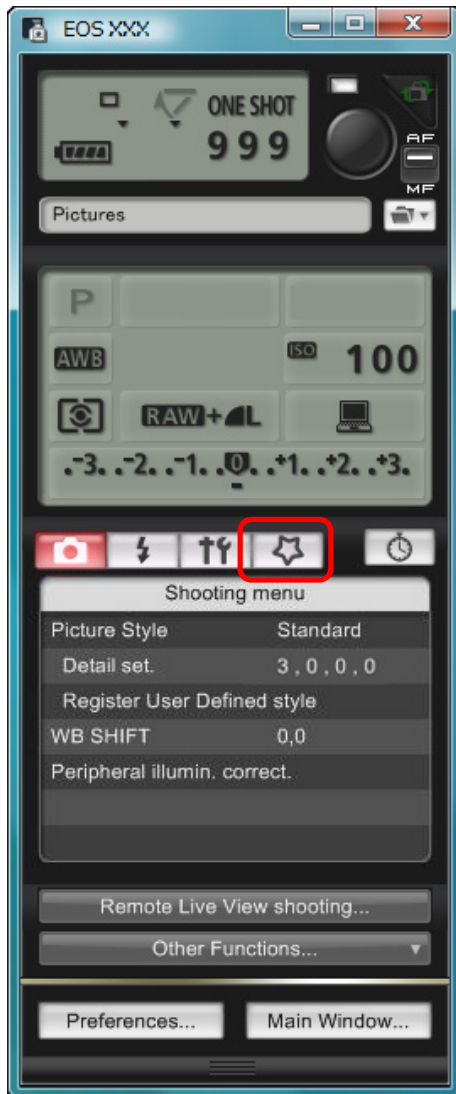 EOS XXX
ONE SHOT
999
AF
MF
Pictures
P
AWB
ISO 100
RAW+L
.-3. .-2. .-1. .0. .+1. .+2. .+3.
Shooting menu
Picture Style Standard
Detail set. 3,0,0,0
Register User Defined style
WB SHIFT 0,0
Peripheral illumin. correct.
Remote Live View shooting...
Other Functions...
Preferences... Main Window...